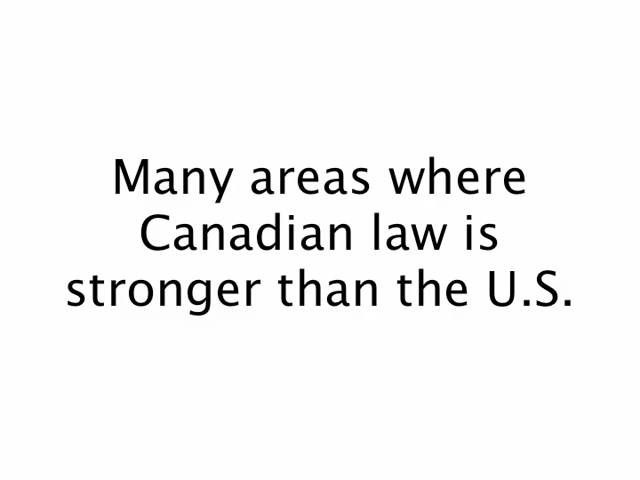 Many areas where
Canadian law is
stronger than the U.S.